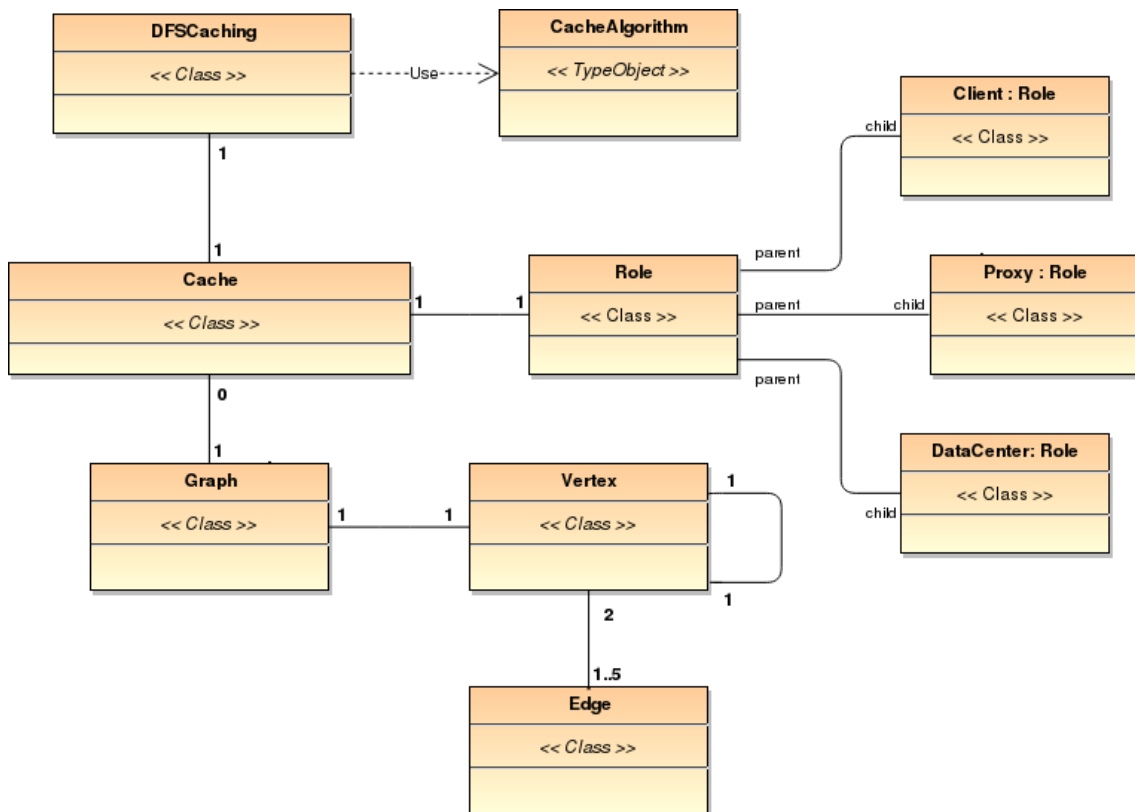 DFSCaching
<< Class >>
Use
CacheAlgorithm
<< TypeObject >>
Client : Role
<< Class >>
child
1
1
Cache
<< Class >>
1
1
Role
<< Class >>
parent
parent
parent
child
Proxy : Role
<< Class >>
DataCenter: Role
<< Class >>
child
0
1
Graph
<< Class >>
1
1
Vertex
<< Class >>
1
1
2
1..5
Edge
<< Class >>